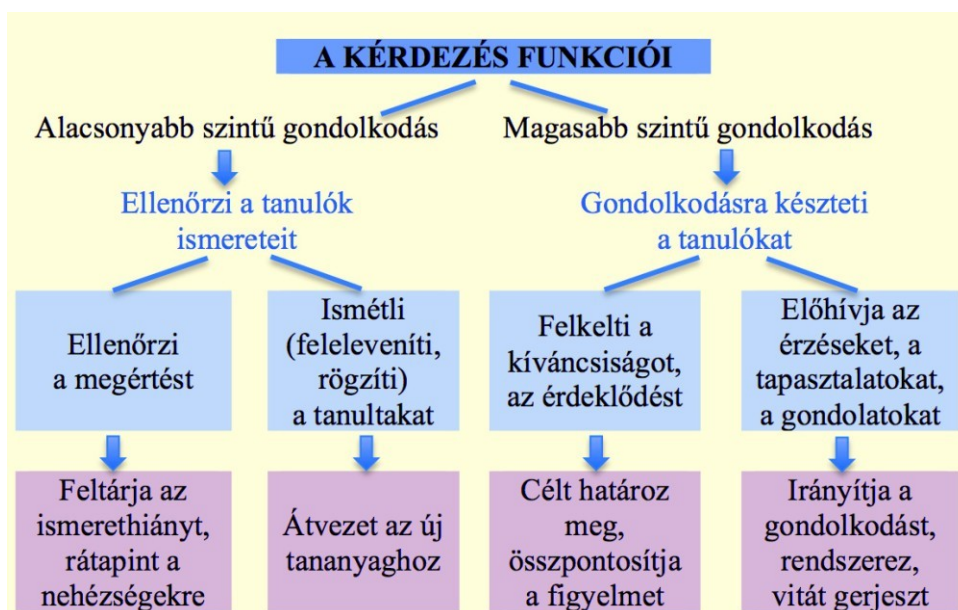 A KÉRDEZÉS FUNKCIÓI
Alacsonyabb szintű gondolkodás
Magasabb szintű gondolkodás
Ellenőrzi a tanulók
ismereteit
Gondolkodásra készteti
a tanulókat
Ellenőrzi
a megértést
Ismétli
(feleleveníti,
rögzíti)
a tanultakat
Felkelti a
kíváncsiságot,
az érdeklődést
Előhívja az
érzéseket, a
tapasztalatokat,
a gondolatokat
Feltárja az
ismerethiányt,
rátapint a
nehézségekre
Átvezet az új
tananyaghoz
Célt határoz
meg,
összpontosítja
a figyelmet
Irányítja a
gondolkodást,
rendszerez,
vitát gerjeszt